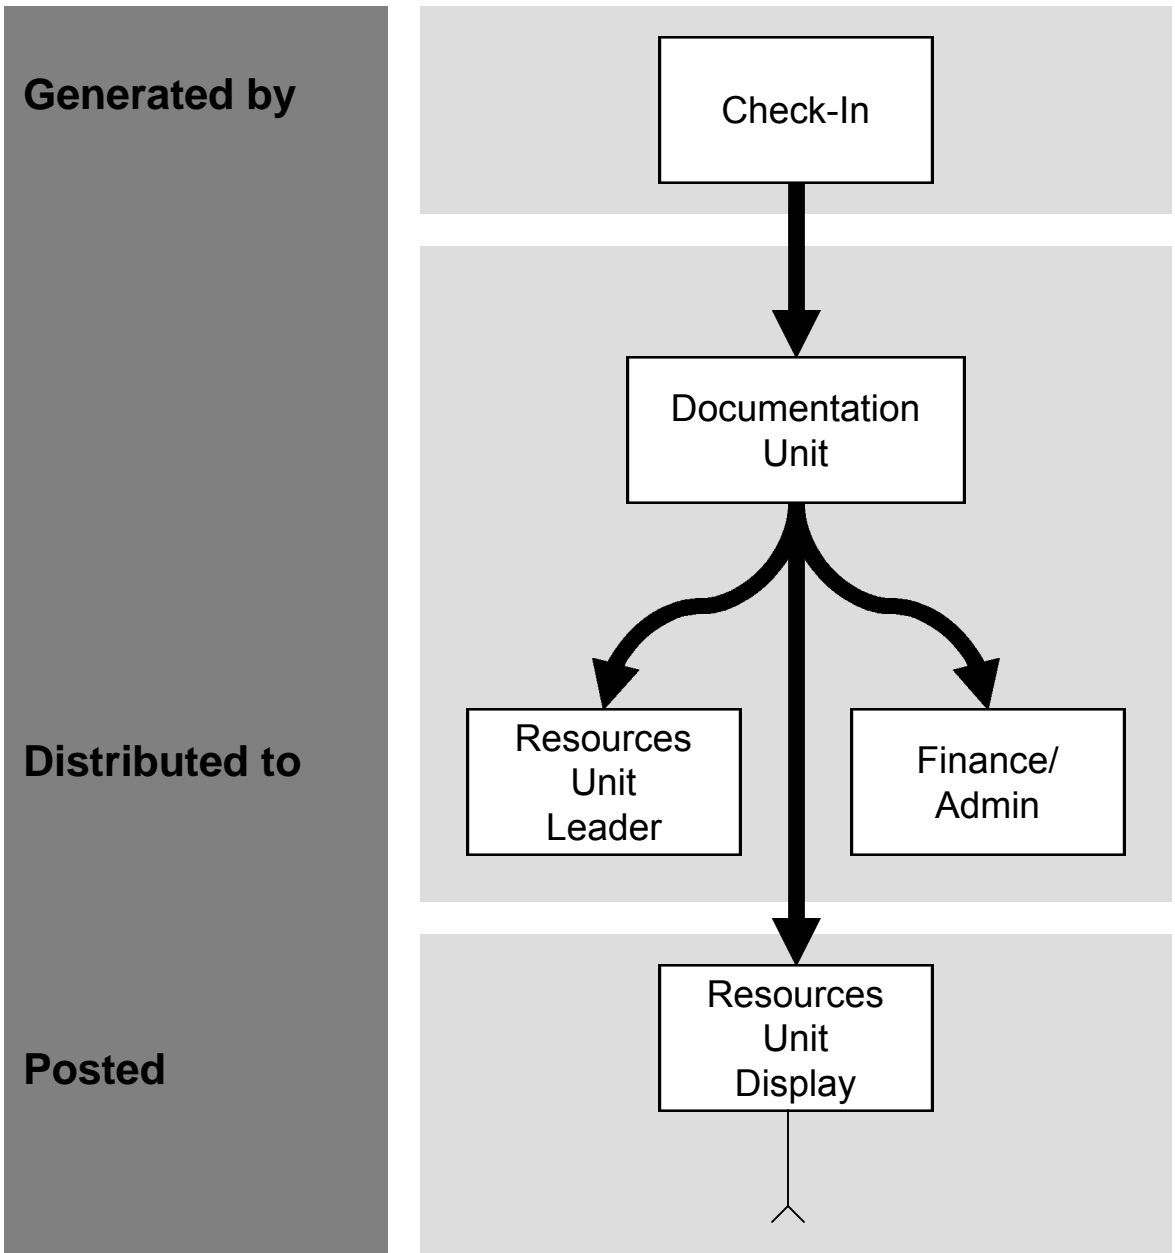 Generated by
Check-In
Documentation
Unit
Distributed to
Resources
Unit
Leader
Finance/
Admin
Posted
Resources
Unit
Display